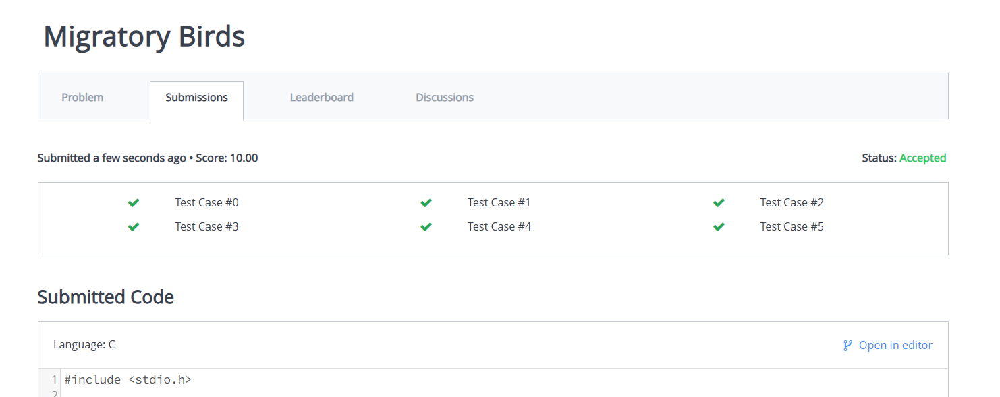 Migratory Birds
Problem Submissions Leaderboard Discussions
Submitted a few seconds ago • Score: 10.00 Status: Accepted
Test Case #0 Test Case #1 Test Case #2
Test Case #3 Test Case #4 Test Case #5
Submitted Code
Language: C Open in editor
1 #include <stdio.h>
2